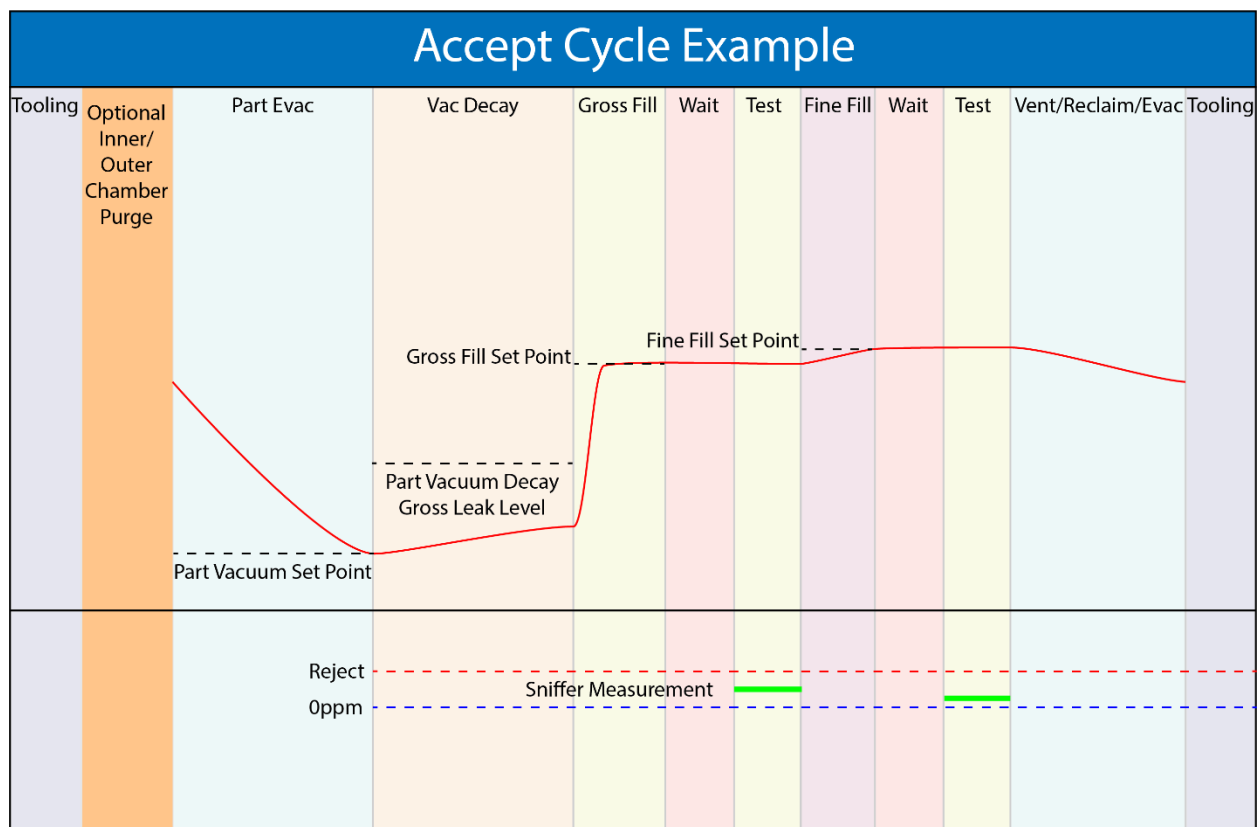 Accept Cycle Example
Tooling
Optional
Inner/
Outer
Chamber
Purge
Part Evac
Vac Decay
Gross Fill
Wait
Test
Fine Fill
Wait
Test
Vent/Reclaim/Evac
Tooling
Fine Fill Set Point
Gross Fill Set Point
Part Vacuum Decay
Gross Leak Level
Part Vacuum Set Point
Reject
Sniffer Measurement
0ppm